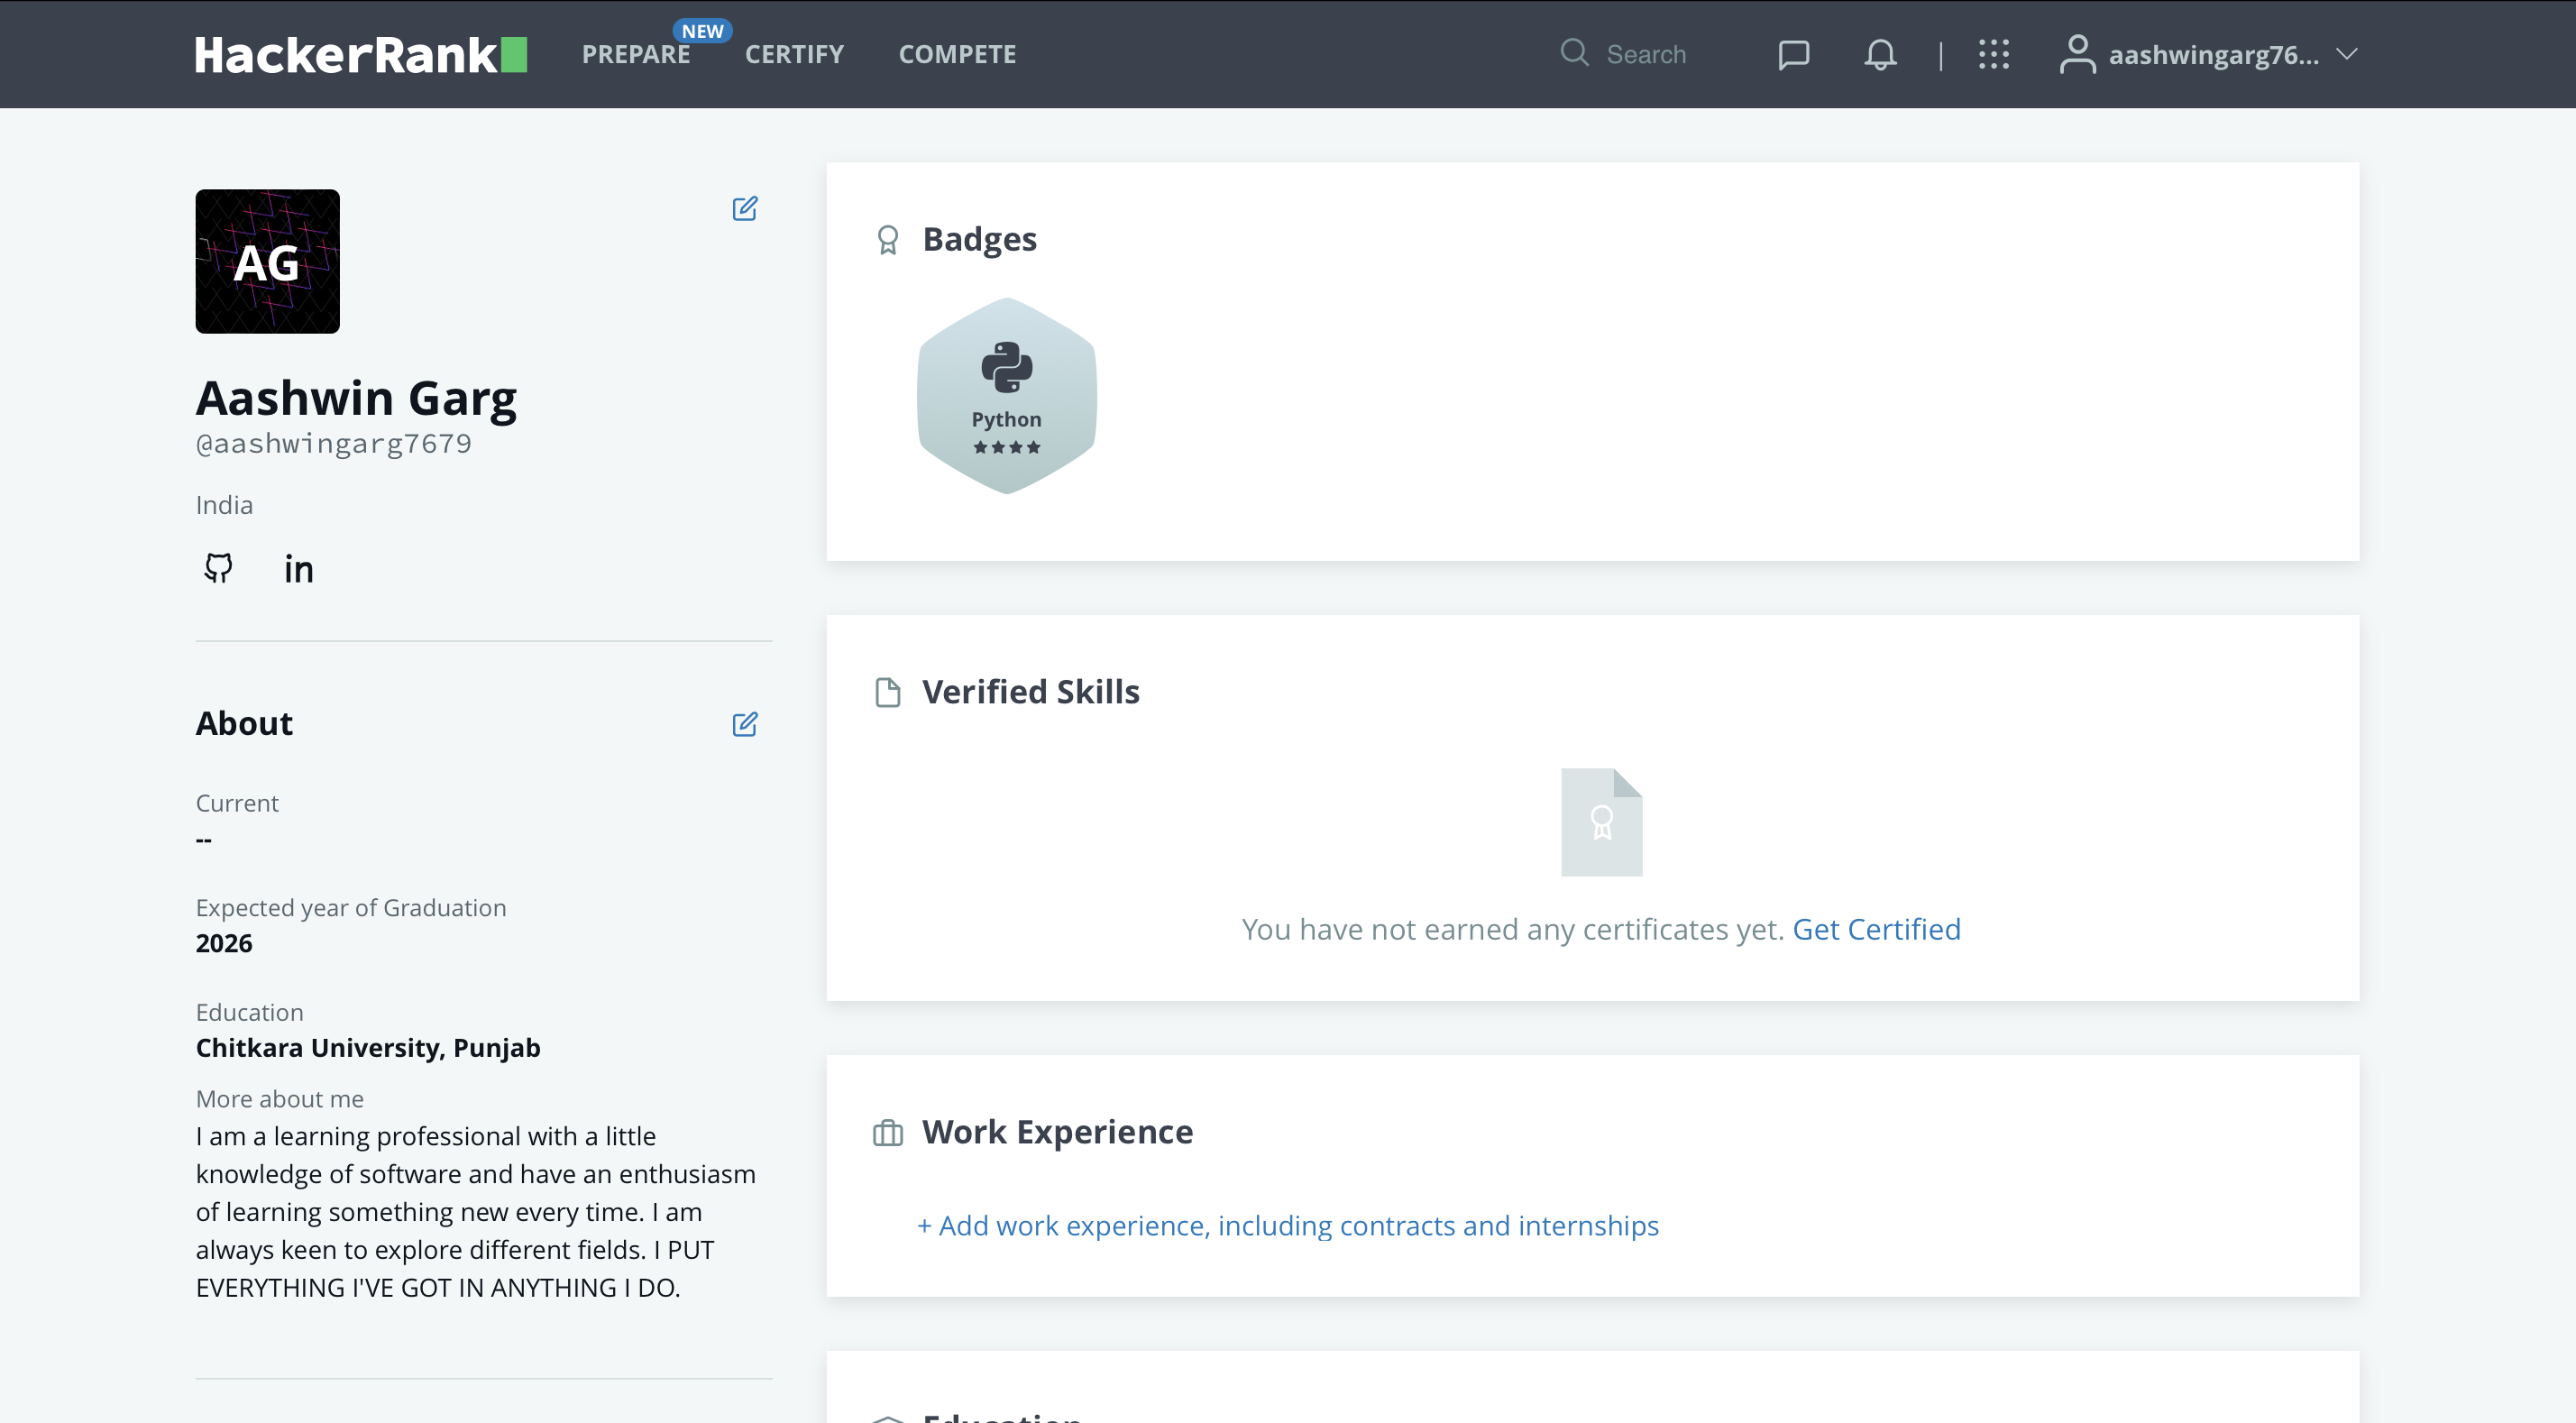 HackerRank
PREPARE
NEW
CERTIFY
COMPETE
Search
aashwingarg76...
AG
Aashwin Garg
@aashwingarg7679
India
in
About
Current
--
Expected year of Graduation
2026
Education
Chitkara University, Punjab
More about me
I am a learning professional with a little
knowledge of software and have an enthusiasm
of learning something new every time. I am
always keen to explore different fields. I PUT
EVERYTHING I'VE GOT IN ANYTHING I DO.
Badges
Python
Verified Skills
You have not earned any certificates yet. Get Certified
Work Experience
+ Add work experience, including contracts and internships
Education